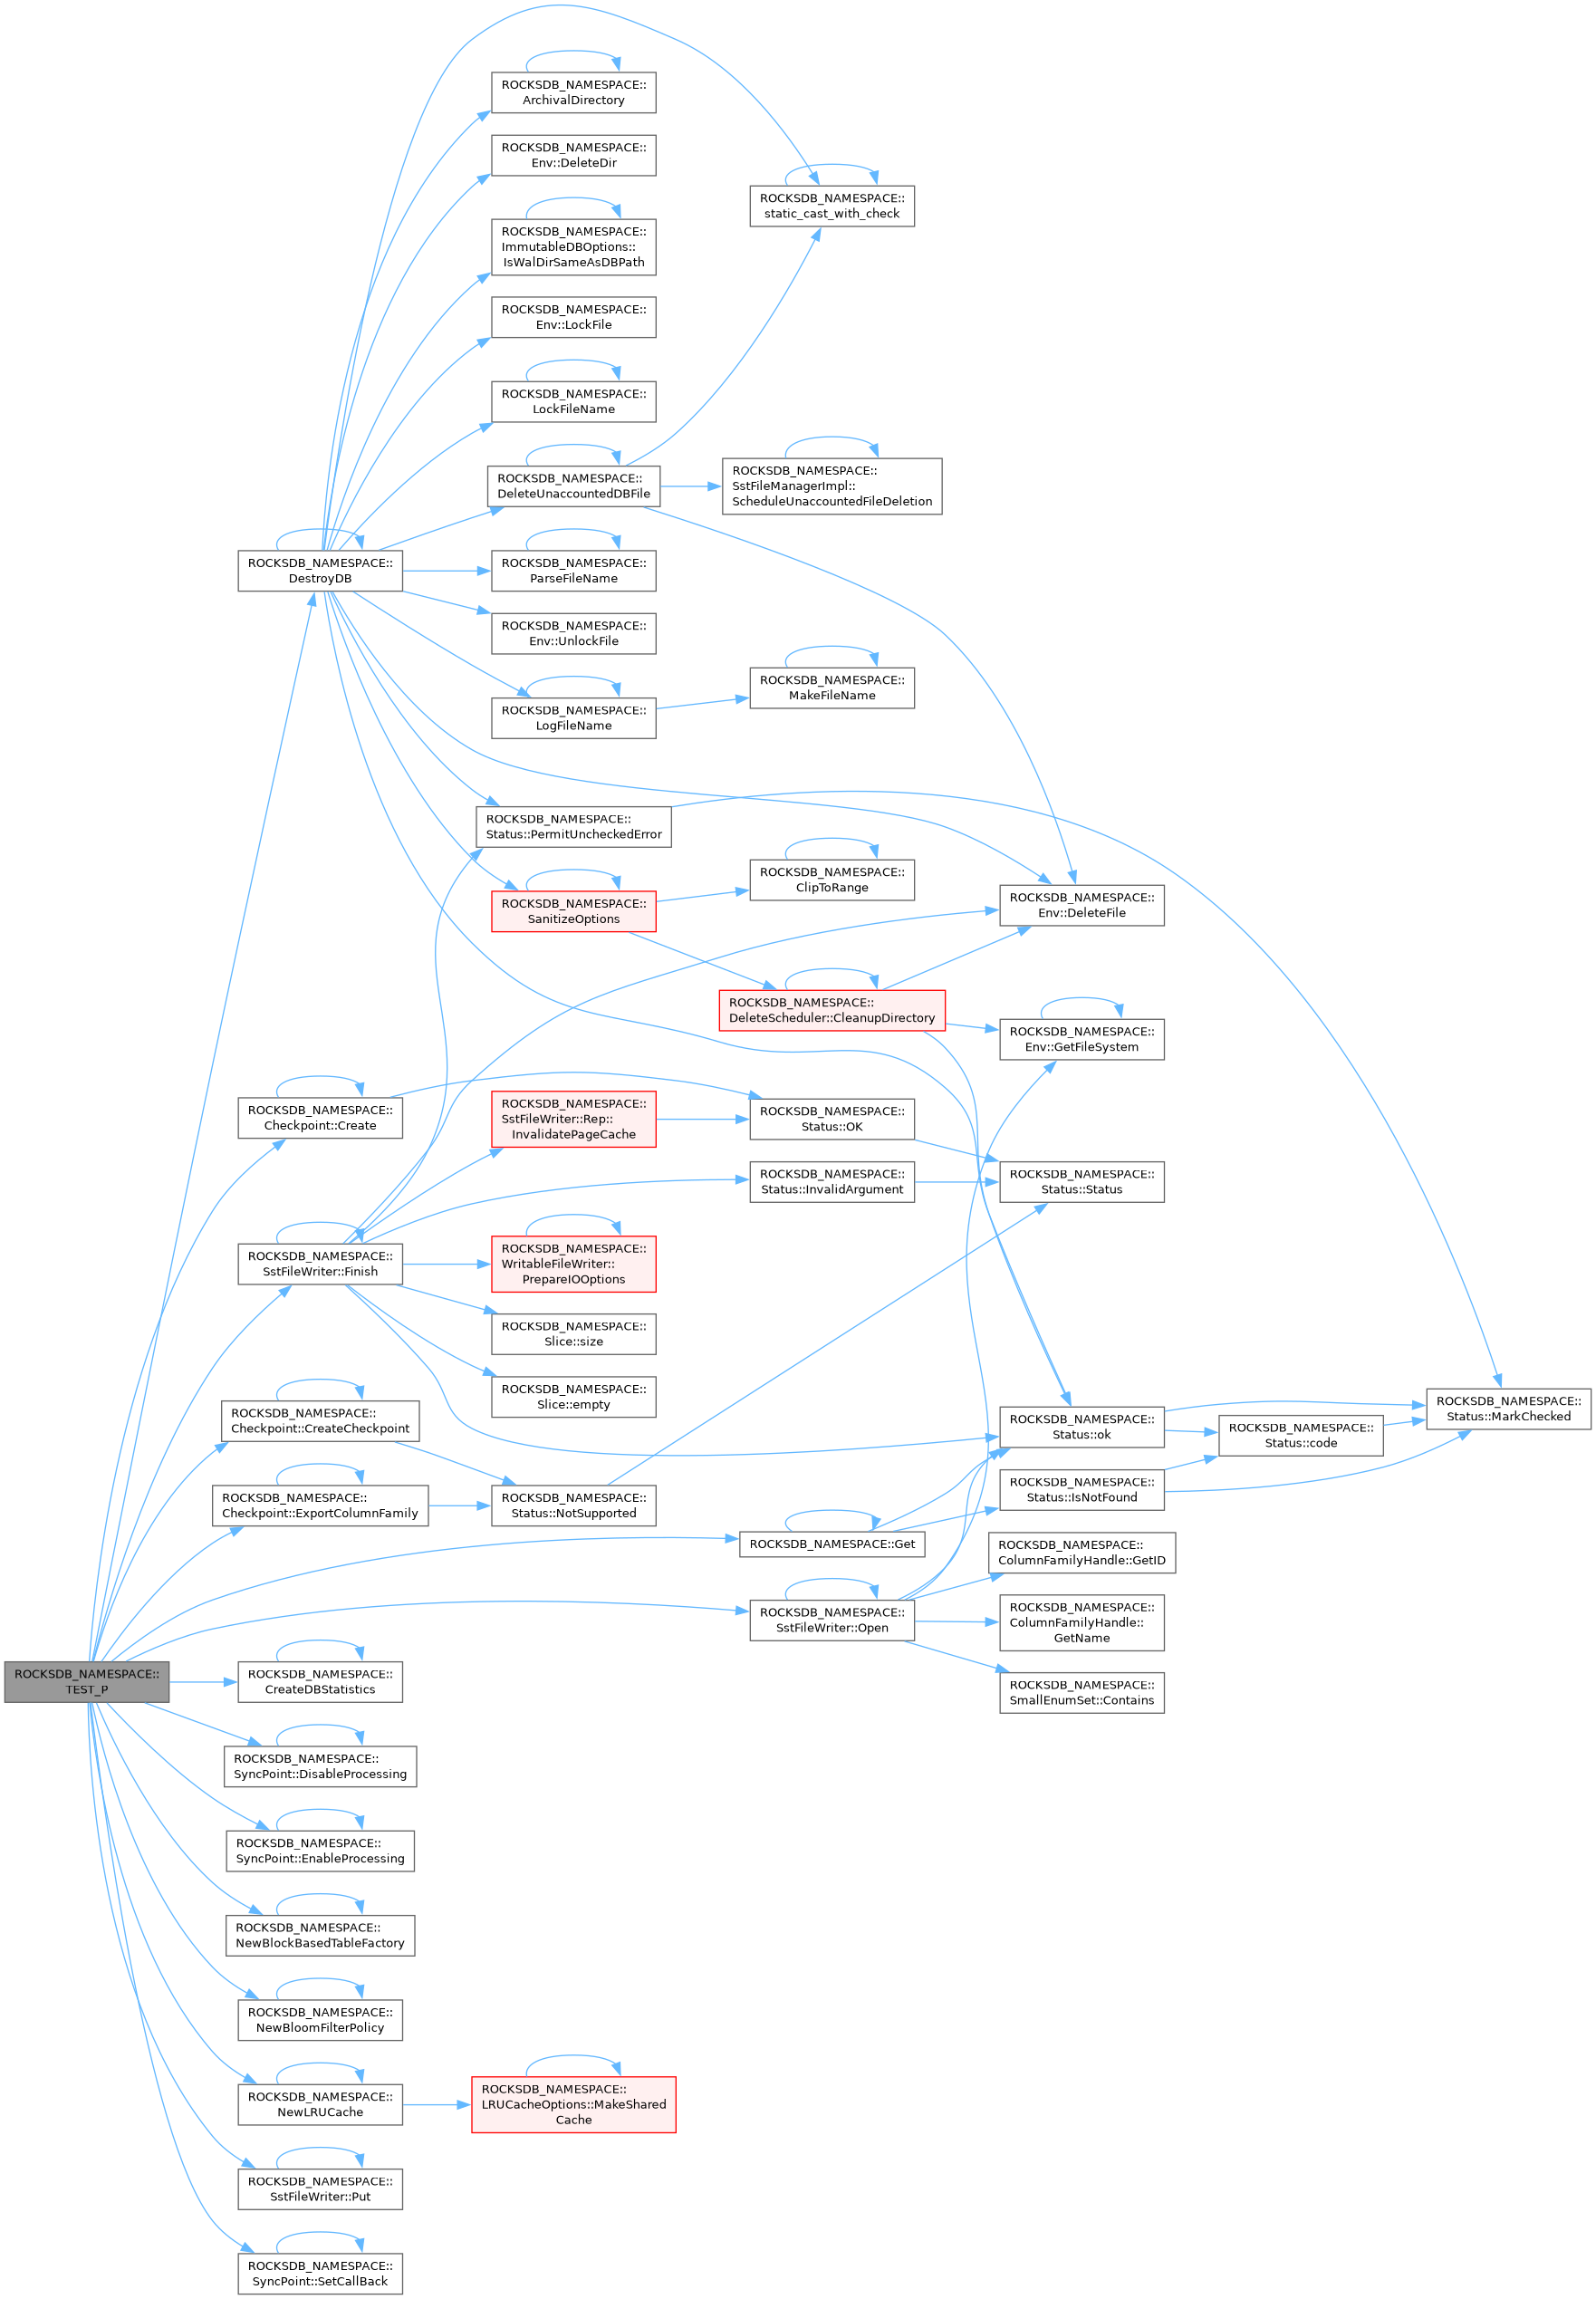 ROCKSDB_NAMESPACE::
ArchivalDirectory
ROCKSDB_NAMESPACE::
Env::DeleteDir
ROCKSDB_NAMESPACE::
static_cast_with_check
ROCKSDB_NAMESPACE::
ImmutableDBOptions::
IsWalDirSameAsDBPath
ROCKSDB_NAMESPACE::
Env::LockFile
ROCKSDB_NAMESPACE::
LockFileName
ROCKSDB_NAMESPACE::
DeleteUnaccountedDBFile
ROCKSDB_NAMESPACE::
SstFileManagerImpl::
ScheduleUnaccountedFileDeletion
ROCKSDB_NAMESPACE::
DestroyDB
ROCKSDB_NAMESPACE::
ParseFileName
ROCKSDB_NAMESPACE::
Env::UnlockFile
ROCKSDB_NAMESPACE::
MakeFileName
ROCKSDB_NAMESPACE::
LogFileName
ROCKSDB_NAMESPACE::
Status::PermitUncheckedError
ROCKSDB_NAMESPACE::
ClipToRange
ROCKSDB_NAMESPACE::
SanitizeOptions
ROCKSDB_NAMESPACE::
Env::DeleteFile
ROCKSDB_NAMESPACE::
DeleteScheduler::CleanupDirectory
ROCKSDB_NAMESPACE::
Env::GetFileSystem
ROCKSDB_NAMESPACE::
Checkpoint::Create
ROCKSDB_NAMESPACE::
SstFileWriter::Rep::
InvalidatePageCache
ROCKSDB_NAMESPACE::
Status::OK
ROCKSDB_NAMESPACE::
Status::InvalidArgument
ROCKSDB_NAMESPACE::
Status::Status
ROCKSDB_NAMESPACE::
SstFileWriter::Finish
ROCKSDB_NAMESPACE::
WritableFileWriter::
PrepareIOOptions
ROCKSDB_NAMESPACE::
Slice::size
ROCKSDB_NAMESPACE::
Slice::empty
ROCKSDB_NAMESPACE::
Checkpoint::CreateCheckpoint
ROCKSDB_NAMESPACE::
Status::ok
ROCKSDB_NAMESPACE::
Status::code
ROCKSDB_NAMESPACE::
Status::MarkChecked
ROCKSDB_NAMESPACE::
Checkpoint::ExportColumnFamily
ROCKSDB_NAMESPACE::
Status::NotSupported
ROCKSDB_NAMESPACE::
Status::IsNotFound
ROCKSDB_NAMESPACE::Get
ROCKSDB_NAMESPACE::
ColumnFamilyHandle::GetID
ROCKSDB_NAMESPACE::
SstFileWriter::Open
ROCKSDB_NAMESPACE::
ColumnFamilyHandle::
GetName
ROCKSDB_NAMESPACE::
SmallEnumSet::Contains
ROCKSDB_NAMESPACE::
TEST_P
ROCKSDB_NAMESPACE::
CreateDBStatistics
ROCKSDB_NAMESPACE::
SyncPoint::DisableProcessing
ROCKSDB_NAMESPACE::
SyncPoint::EnableProcessing
ROCKSDB_NAMESPACE::
NewBlockBasedTableFactory
ROCKSDB_NAMESPACE::
NewBloomFilterPolicy
ROCKSDB_NAMESPACE::
NewLRUCache
ROCKSDB_NAMESPACE::
LRUCacheOptions::MakeShared
Cache
ROCKSDB_NAMESPACE::
SstFileWriter::Put
ROCKSDB_NAMESPACE::
SyncPoint::SetCallBack